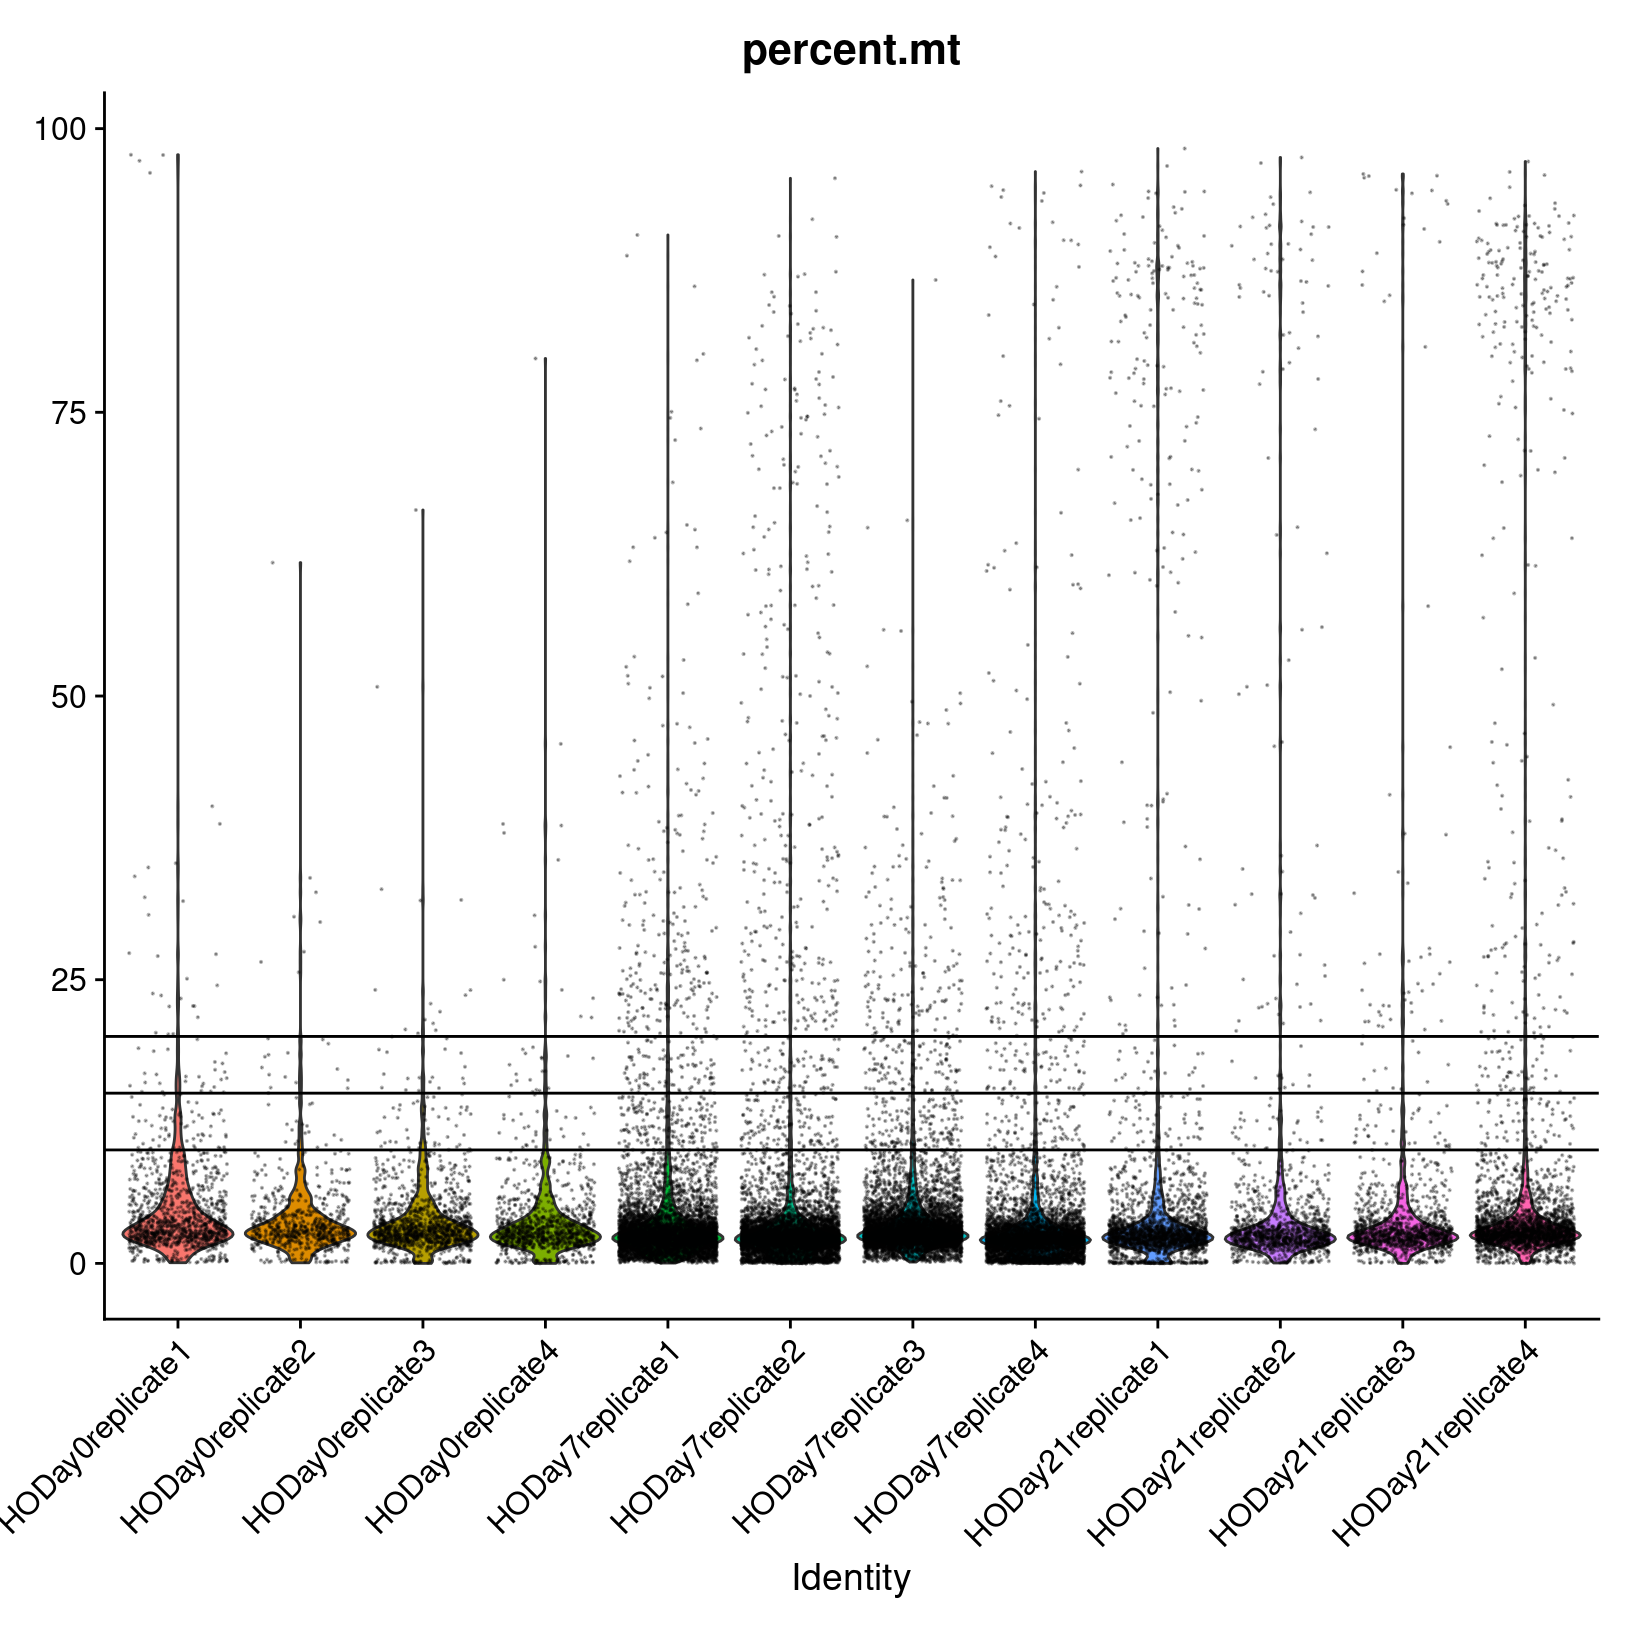 percent.mt
100
75
50
25
0
HODay0replicate1
HODay0replicate2
HODay0replicate3
HODay0replicate4
HODay7replicate1
HODay7replicate2
HODay7replicate3
HODay7replicate4
HODay21replicate1
HODay21replicate2
HODay21replicate3
HODay21replicate4
Identity